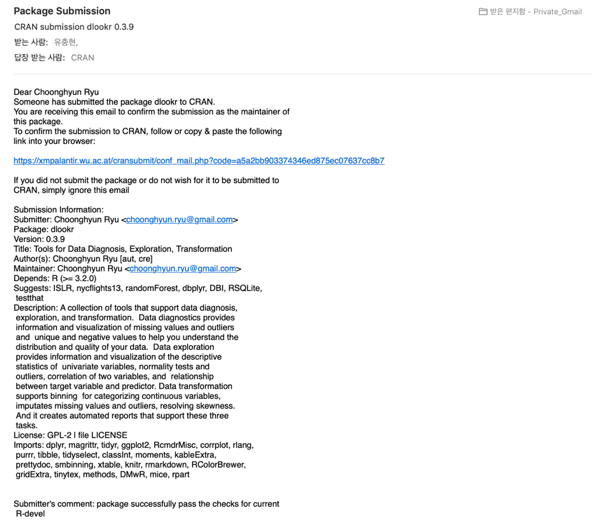 Package Submission
받은 편지함 - Private_Gmail
CRAN submission dlookr 0.3.9
받는 사람: 유충현,
답장 받는 사람: CRAN
Dear Choonghyun Ryu
Someone has submitted the package dlookr to CRAN.
You are receiving this email to confirm the submission as the maintainer of
this package.
To confirm the submission to CRAN, follow or copy & paste the following
link into your browser:
https://xmpalantir.wu.ac.at/cransubmit/conf_mail.php?code=a5a2bb903374346ed875ec07637cc8b7
If you did not submit the package or do not wish for it to be submitted to
CRAN, simply ignore this email
Submission Information:
Submitter: Choonghyun Ryu <choonghyun.ryu@gmail.com>
Package: dlookr
Version: 0.3.9
Title: Tools for Data Diagnosis, Exploration, Transformation
Author(s): Choonghyun Ryu [aut, cre]
Maintainer: Choonghyun Ryu <choonghyun.ryu@gmail.com>
Depends: R (>= 3.2.0)
Suggests: ISLR, nycflights13, randomForest, dbplyr, DBI, RSQLite,
testthat
Description: A collection of tools that support data diagnosis,
exploration, and transformation. Data diagnostics provides
information and visualization of missing values and outliers
and unique and negative values to help you understand the
distribution and quality of your data. Data exploration
provides information and visualization of the descriptive
statistics of univariate variables, normality tests and
outliers, correlation of two variables, and relationship
between target variable and predictor. Data transformation
supports binning for categorizing continuous variables,
imputates missing values and outliers, resolving skewness.
And it creates automated reports that support these three
tasks.
License: GPL-2 | file LICENSE
Imports: dplyr, magrittr, tidyr, ggplot2, RcmdrMisc, corrplot, rlang,
purrr, tibble, tidyselect, classInt, moments, kableExtra,
prettydoc, smbinning, xtable, knitr, rmarkdown, RColorBrewer,
gridExtra, tinytex, methods, DMwR, mice, rpart
Submitter's comment: package successfully pass the checks for current
R-devel